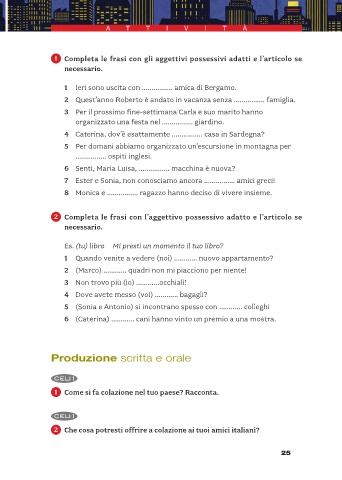 ATTIVITÀ
1 Completa le frasi con gli aggettivi possessivi adatti e l'articolo se
necessario.
1 Ieri sono uscita con ............... amica di Bergamo.
2 Quest'anno Roberto è andato in vacanza senza ............... famiglia.
3 Per il prossimo fine-settimana Carla e suo marito hanno
organizzato una festa nel ............... giardino.
4 Caterina, dov'è esattamente ............... casa in Sardegna?
5 Per domani abbiamo organizzato un'escursione in montagna per
............... ospiti inglesi.
6 Senti, Maria Luisa, ............... macchina è nuova?
7 Ester e Sonia, non conosciamo ancora ............... amici greci!
8 Monica e ............... ragazzo hanno deciso di vivere insieme.
2 Completa le frasi con l'aggettivo possessivo adatto e l'articolo se
necessario.
Es. (tu) libro Mi presti un momento il tuo libro?
1 Quando venite a vedere (noi) ........... nuovo appartamento?
2 (Marco) ........... quadri non mi piacciono per niente!
3 Non trovo più (io) ...........occhiali!
4 Dove avete messo (voi) ........... bagagli?
5 (Sonia e Antonio) si incontrano spesso con ........... colleghi
6 (Caterina) ........... cani hanno vinto un premio a una mostra.
Produzione scritta e orale
CELI 1
1 Come si fa colazione nel tuo paese? Racconta.
CELI 1
2 Che cosa potresti offrire a colazione ai tuoi amici italiani?
25